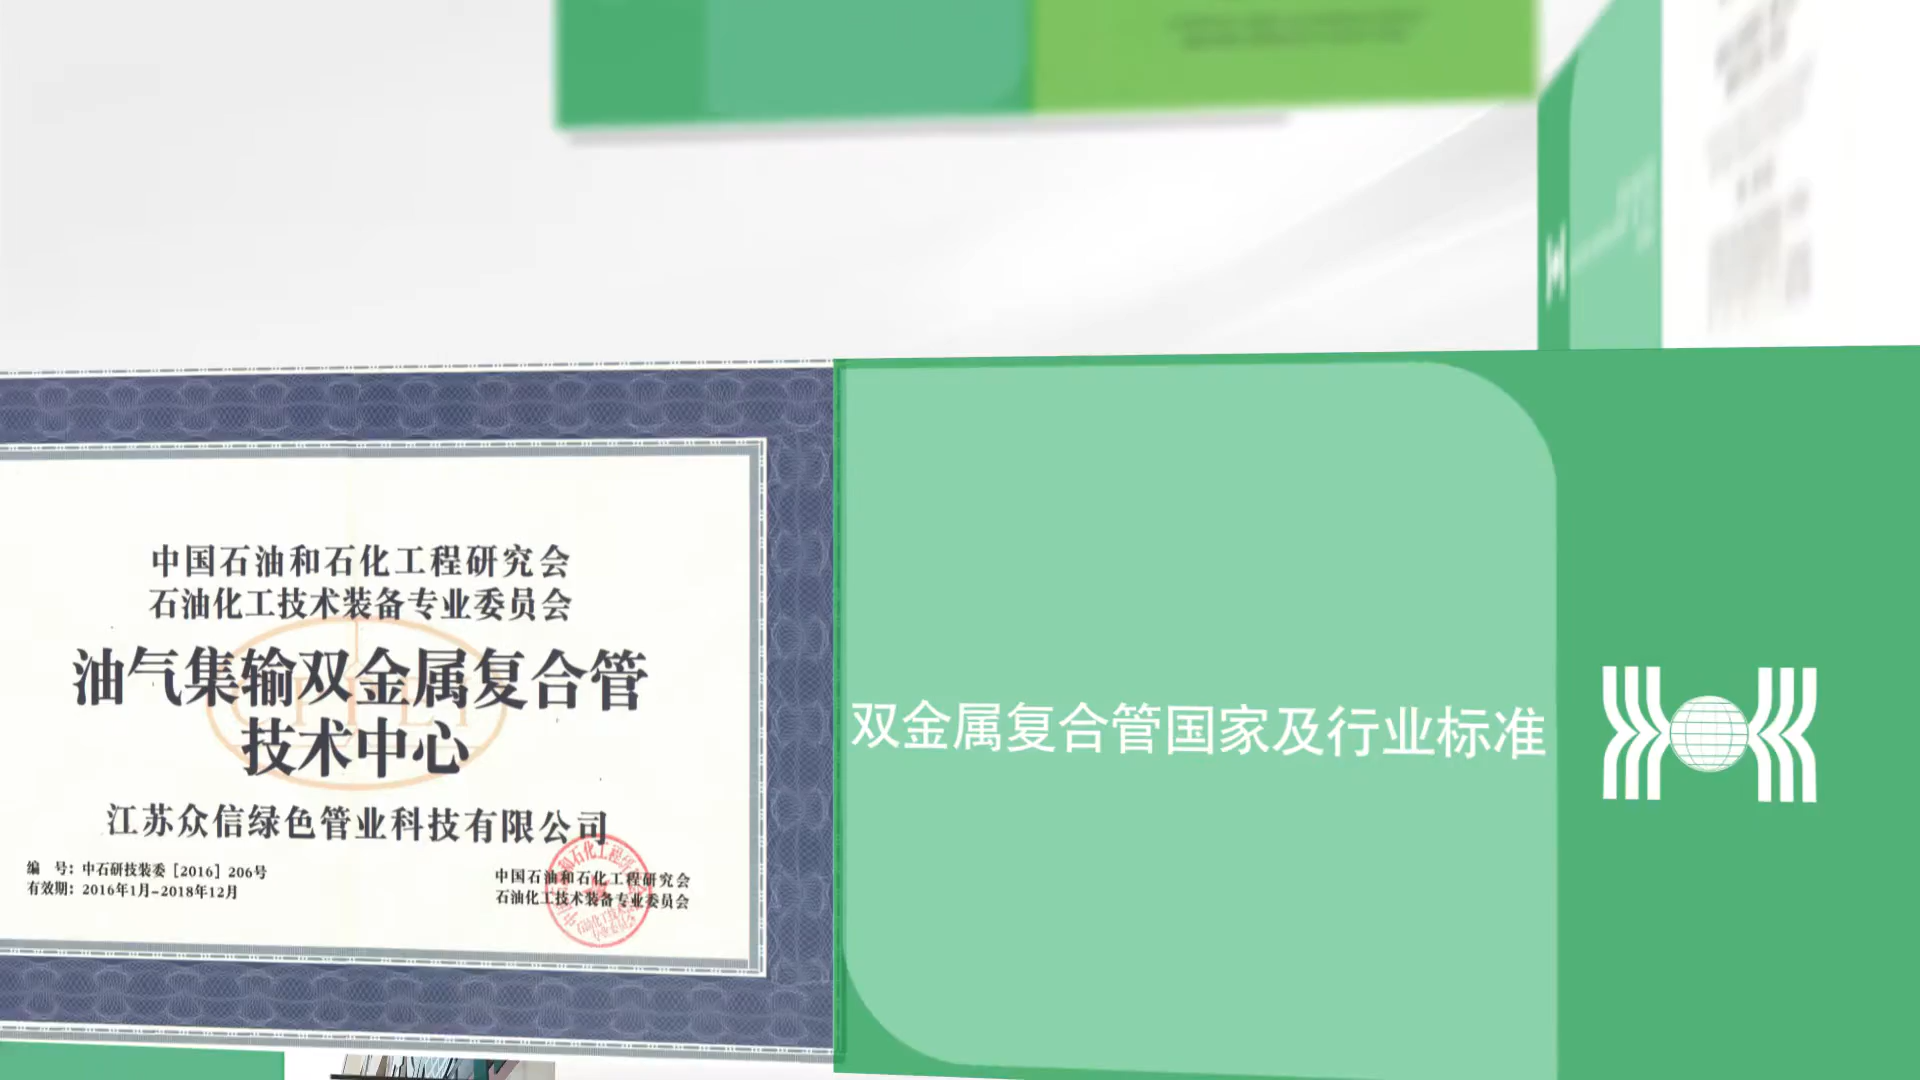 中国石油和石化工程研究会
石油化工技术装备专业委员会
油气集输双金属复合管
技术中心
江苏众信绿色管业科技有限公司
编 号：中石研技装委［2016］206号
有效期：2016年1月-2018年12月
中国石油和石化工程研究会
石油化工技术装备专业委员会
双金属复合管国家及行业标准